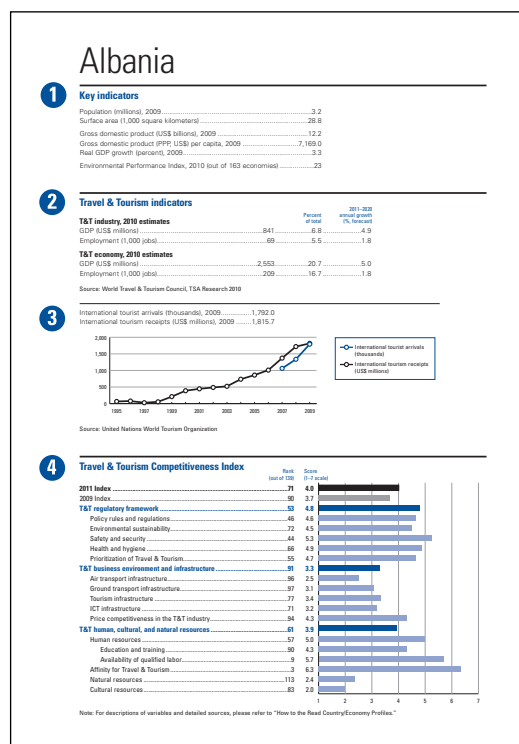 Albania
1
Key indicators
Population (millions), 2009 ..........3.2
Surface area (1,000 square kilometers) ..........28.8
Gross domestic product (US$ billions), 2009 ..........12.2
Gross domestic product (PPP, US$) per capita, 2009 ..........7,169.0
Real GDP growth (percent), 2009 ..........3.3
Environmental Performance Index, 2010 (out of 163 economies) ..........23
2
Travel & Tourism indicators
T&T industry, 2010 estimates Percent of total 2011–2020 annual growth (%, forecast)
GDP (US$ millions) ..........841 ..........6.8 ..........4.9
Employment (1,000 jobs) ..........69 ..........5.5 ..........1.8
T&T economy, 2010 estimates
GDP (US$ millions) ..........2,553 ..........20.7 ..........5.0
Employment (1,000 jobs) ..........209 ..........16.7 ..........1.8
Source: World Travel & Tourism Council, TSA Research 2010
3
International tourist arrivals (thousands), 2009 ..........1,792.0
International tourism receipts (US$ millions), 2009 ..........1,815.7
2,000
1,500
1,000
500
0
1995 1997 1999 2001 2003 2005 2007 2009
International tourist arrivals
(thousands)
International tourism receipts
(US$ millions)
Source: United Nations World Tourism Organization
4
Travel & Tourism Competitiveness Index
Rank Score
(out of 139) (1–7 scale)
2011 Index ..........71 4.0
2009 Index ..........90 3.7
T&T regulatory framework ..........53 4.8
Policy rules and regulations ..........46 4.6
Environmental sustainability ..........72 4.5
Safety and security ..........44 5.3
Health and hygiene ..........66 4.9
Prioritization of Travel & Tourism ..........55 4.7
T&T business environment and infrastructure ..........91 3.3
Air transport infrastructure ..........96 2.5
Ground transport infrastructure ..........97 3.1
Tourism infrastructure ..........77 3.4
ICT infrastructure ..........71 3.2
Price competitiveness in the T&T industry ..........94 4.3
T&T human, cultural, and natural resources ..........61 3.9
Human resources ..........57 5.0
Education and training ..........90 4.3
Availability of qualified labor ..........9 5.7
Affinity for Travel & Tourism ..........3 6.3
Natural resources ..........113 2.4
Cultural resources ..........83 2.0
1 2 3 4 5 6 7
Note: For descriptions of variables and detailed sources, please refer to “How to the Read Country/Economy Profiles.”